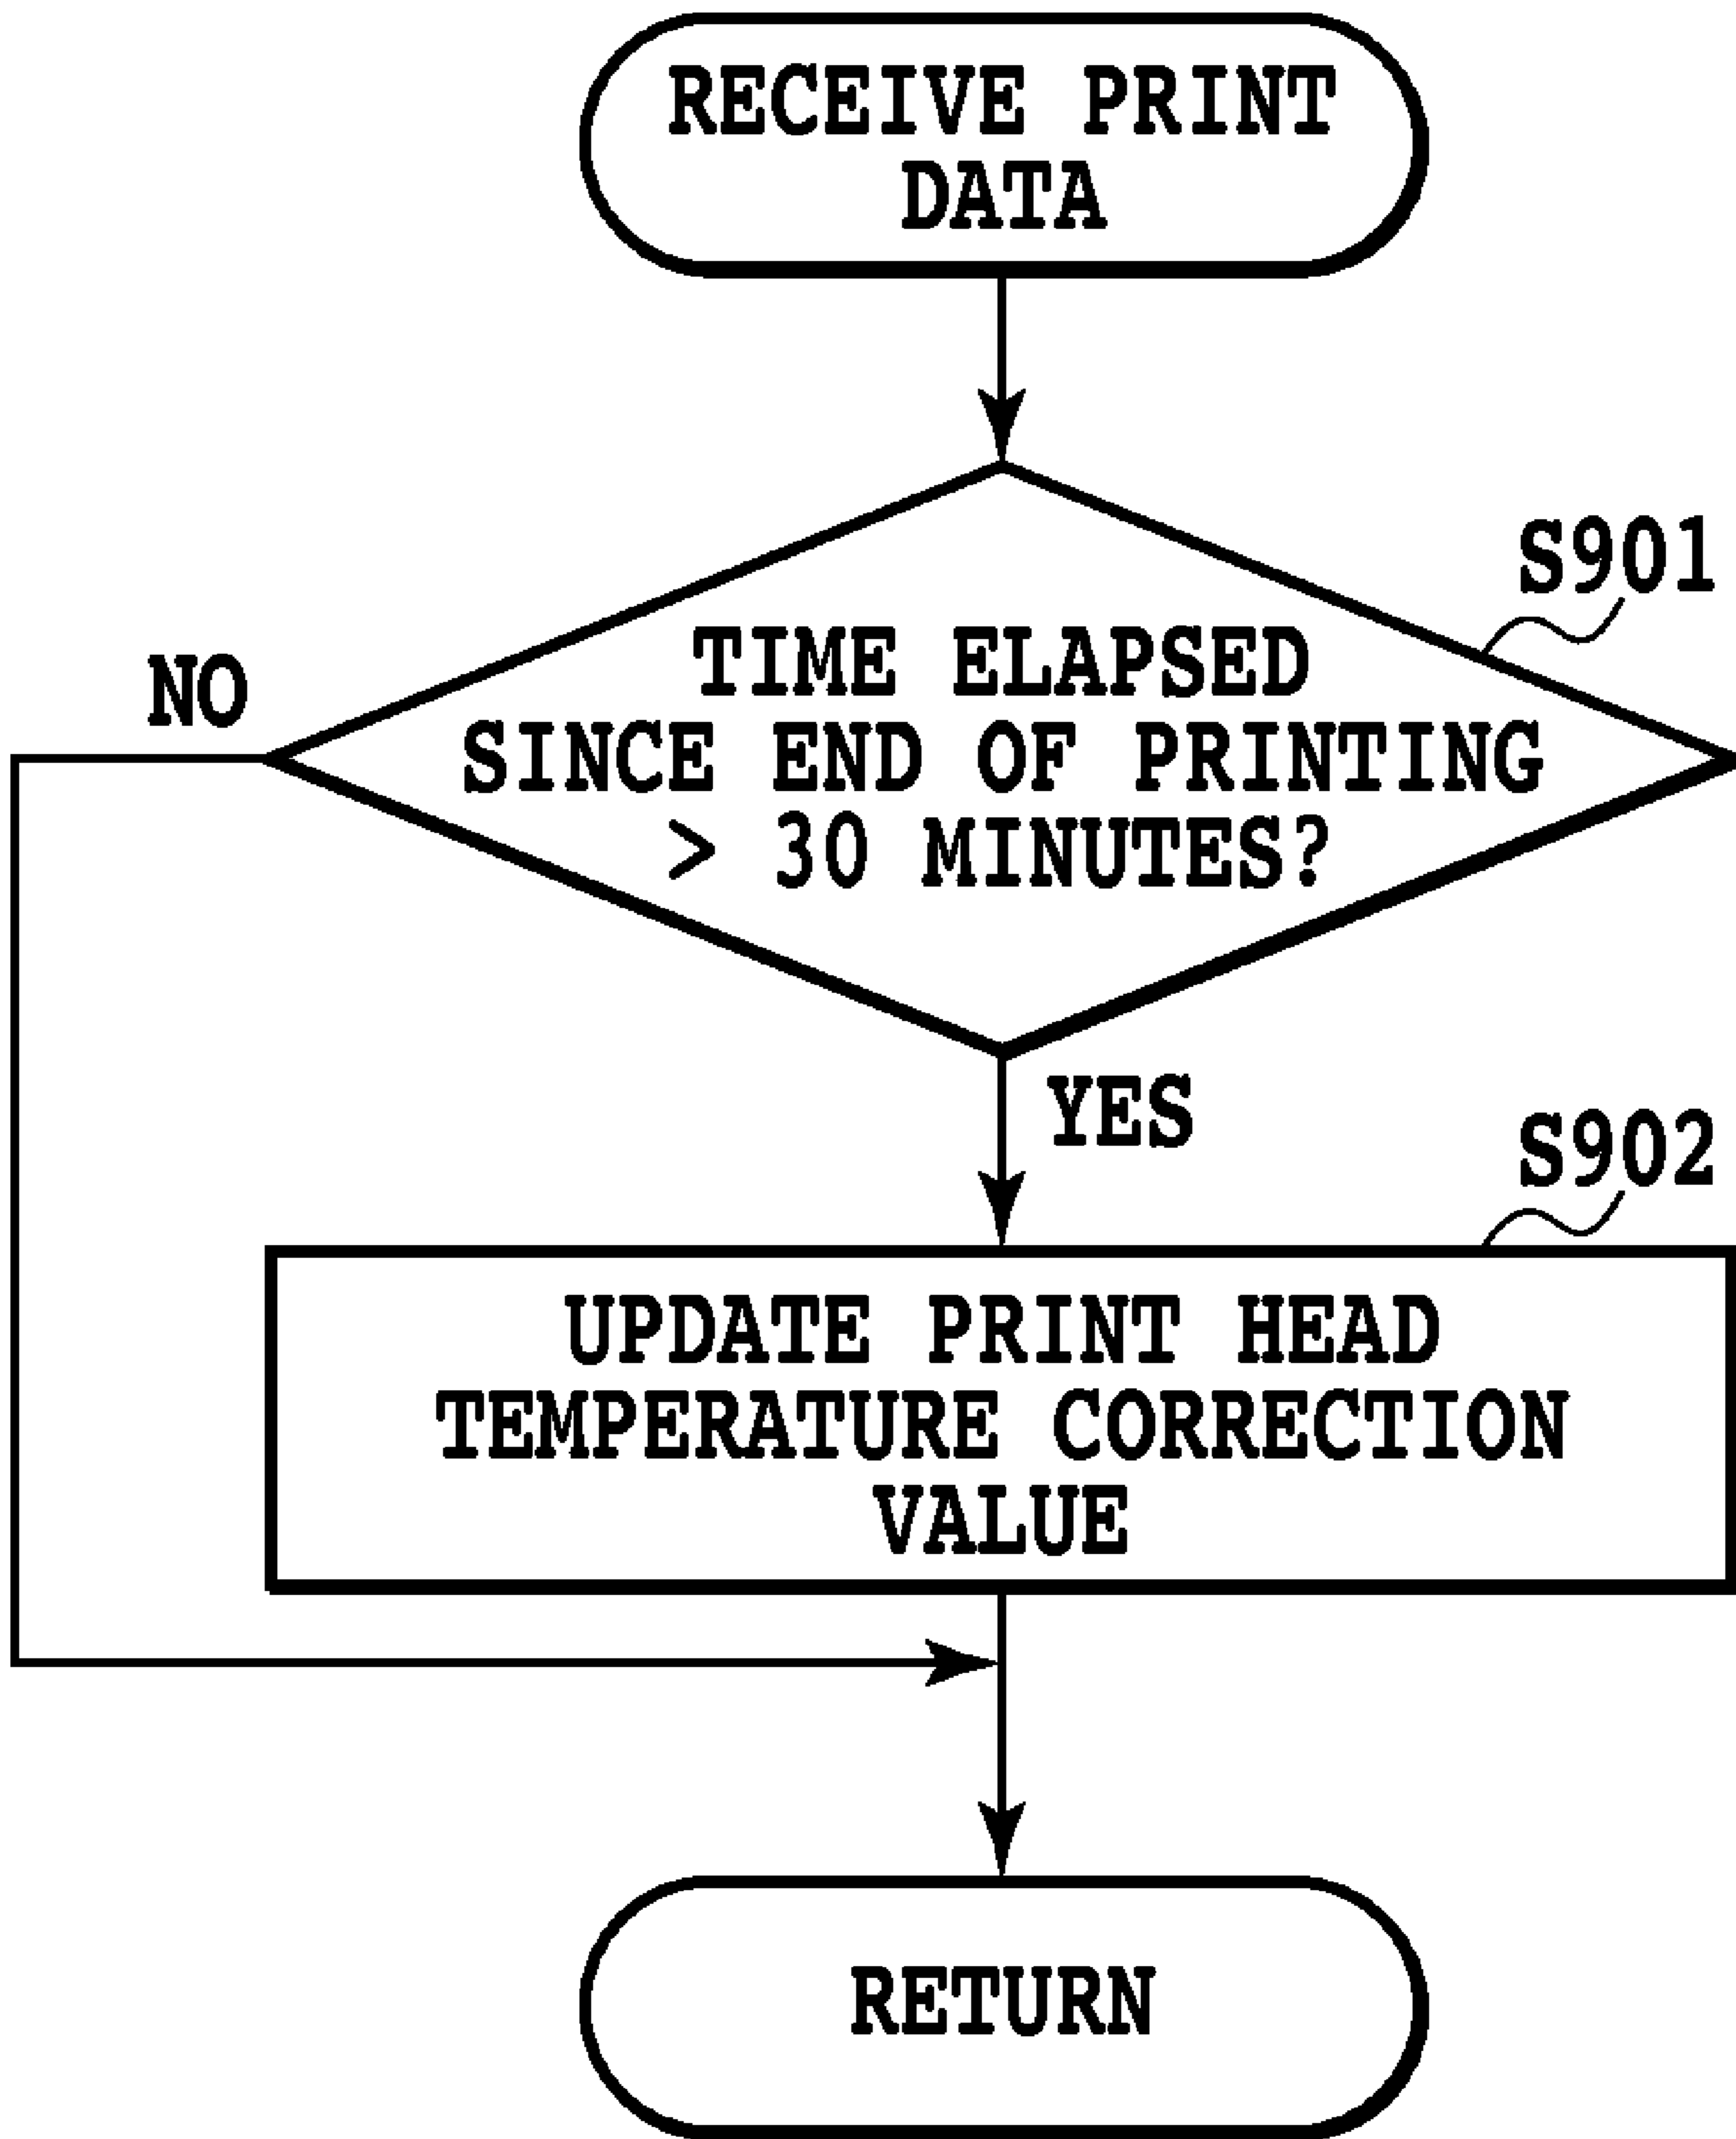 RECEIVE PRINT
DATA
S901
TIME ELAPSED
SINCE END OF PRINTING
> 30 MINUTES?
NO
YES
S902
UPDATE PRINT HEAD
TEMPERATURE CORRECTION
VALUE
RETURN